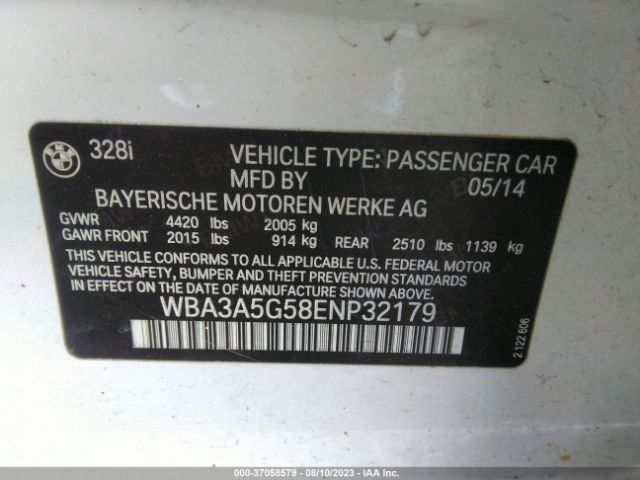 BMW 328i VEHICLE TYPE: PASSENGER CAR
MFD BY 05/14
BAYERISCHE MOTOREN WERKE AG
GVWR 4420 lbs 2005 kg
GAWR FRONT 2015 lbs 914 kg REAR 2510 lbs 1139 kg
THIS VEHICLE CONFORMS TO ALL APPLICABLE U.S. FEDERAL MOTOR
VEHICLE SAFETY, BUMPER AND THEFT PREVENTION STANDARDS
IN EFFECT ON THE DATE OF MANUFACTURE SHOWN ABOVE.
WBA3A5G58ENP32179
2 122 606
000-37058579 - 08/10/2023 - IAA Inc.